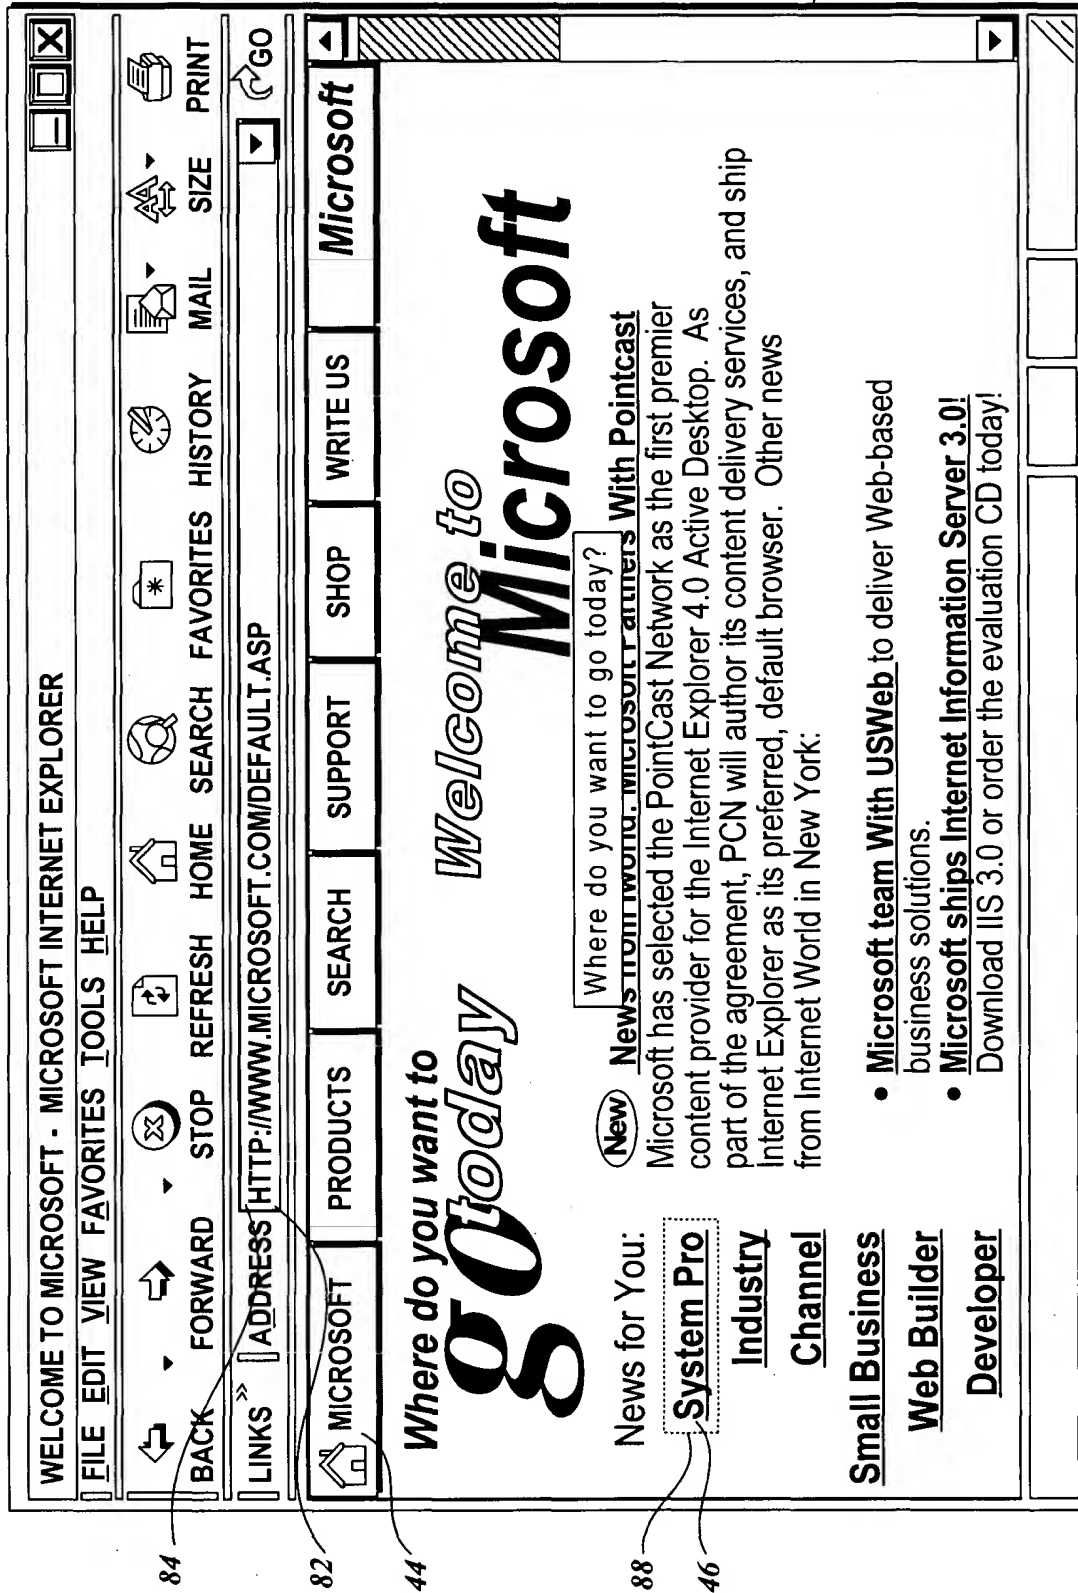 WELCOME TO MICROSOFT - MICROSOFT INTERNET EXPLORER
FILE EDIT VIEW FAVORITES TOOLS HELP
BACK FORWARD STOP REFRESH HOME SEARCH FAVORITES HISTORY MAIL SIZE PRINT
LINKS » ADDRESS HTTP://WWW.MICROSOFT.COM/DEFAULT.ASP GO
MICROSOFT PRODUCTS SEARCH SUPPORT SHOP WRITE US Microsoft
Where do you want to
go today
Welcome to
Microsoft
Where do you want to go today?
New News from IWorld: Microsoft Partners With Pointcast
Microsoft has selected the PointCast Network as the first premier
content provider for the Internet Explorer 4.0 Active Desktop. As
part of the agreement, PCN will author its content delivery services, and ship
Internet Explorer as its preferred, default browser. Other news
from Internet World in New York:
• Microsoft team With USWeb to deliver Web-based
business solutions.
• Microsoft ships Internet Information Server 3.0!
Download IIS 3.0 or order the evaluation CD today!
News for You:
System Pro
Industry
Channel
Small Business
Web Builder
Developer
84
82
44
88
46